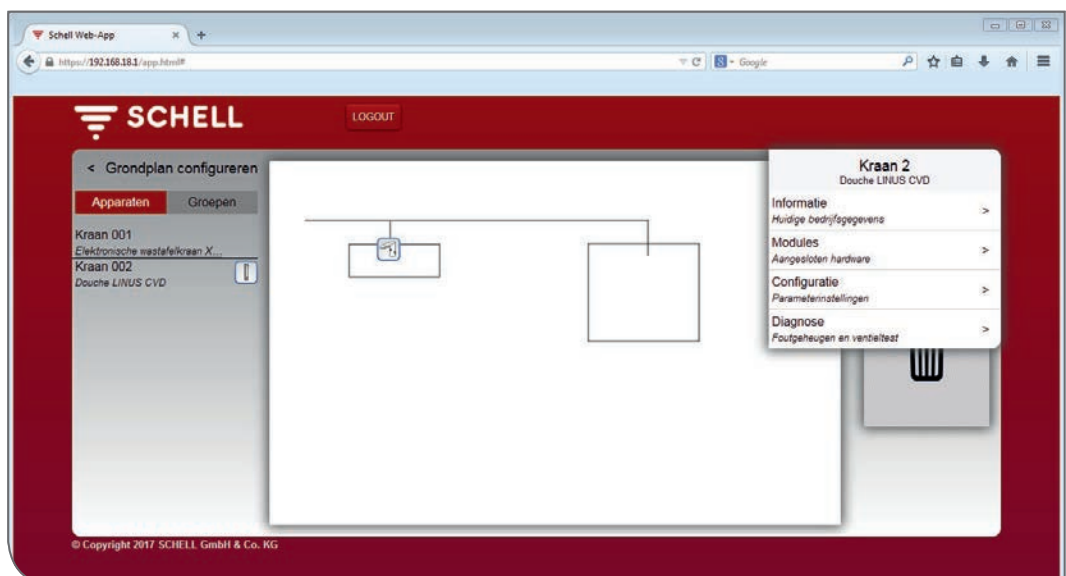 Schell Web-App
https://192.168.18.1/app.html#
Google
SCHELL
LOGOUT
< Grondplan configureren
Apparaten Groepen
Kraan 001
Elektronische wastafelkraan X...
Kraan 002
Douche LINUS CVD
Kraan 2
Douche LINUS CVD
Informatie
Huidige bedrijfsgegevens
>
Modules
Aangesloten hardware
>
Configuratie
Parameterinstellingen
>
Diagnose
Foutgeheugen en ventieltest
>
© Copyright 2017 SCHELL GmbH & Co. KG